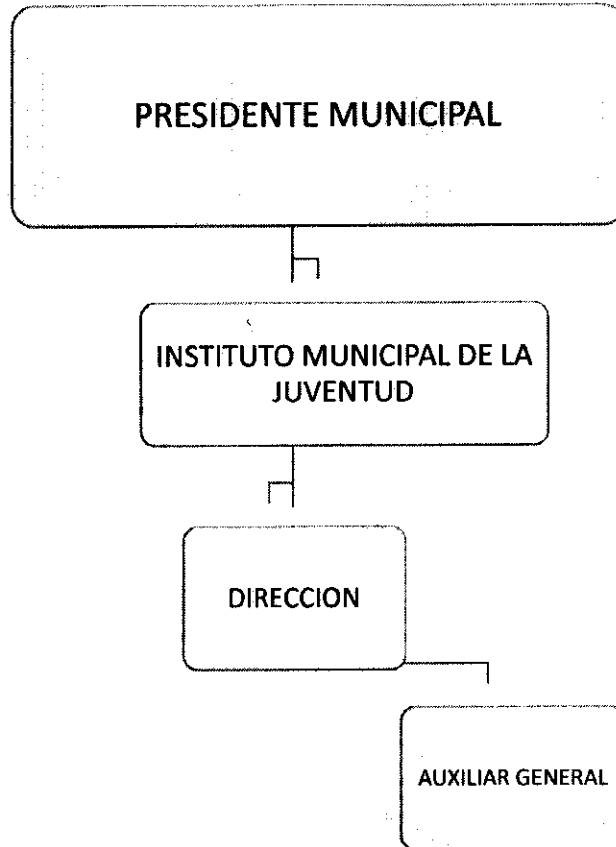 PRESIDENTE MUNICIPAL
INSTITUTO MUNICIPAL DE LA
JUVENTUD
DIRECCION
AUXILIAR GENERAL